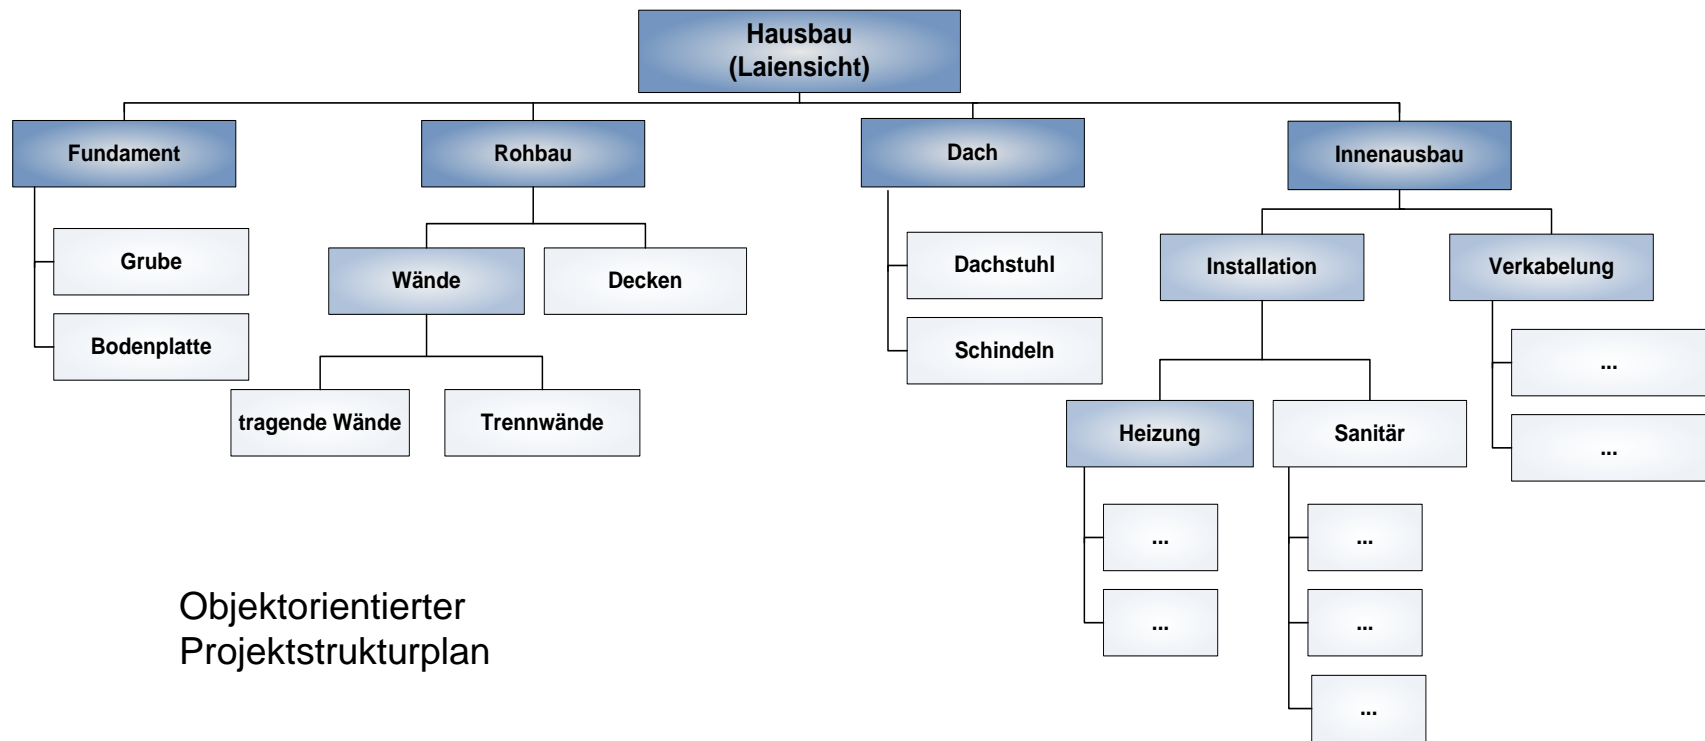 Hausbau
(Laiensicht)
Fundament
Rohbau
Dach
Innenausbau
Grube
Bodenplatte
Wände
Decken
tragende Wände
Trennwände
Dachstuhl
Schindeln
Installation
Verkabelung
...
...
Heizung
Sanitär
...
...
...
...
...
Objektorientierter
Projektstrukturplan